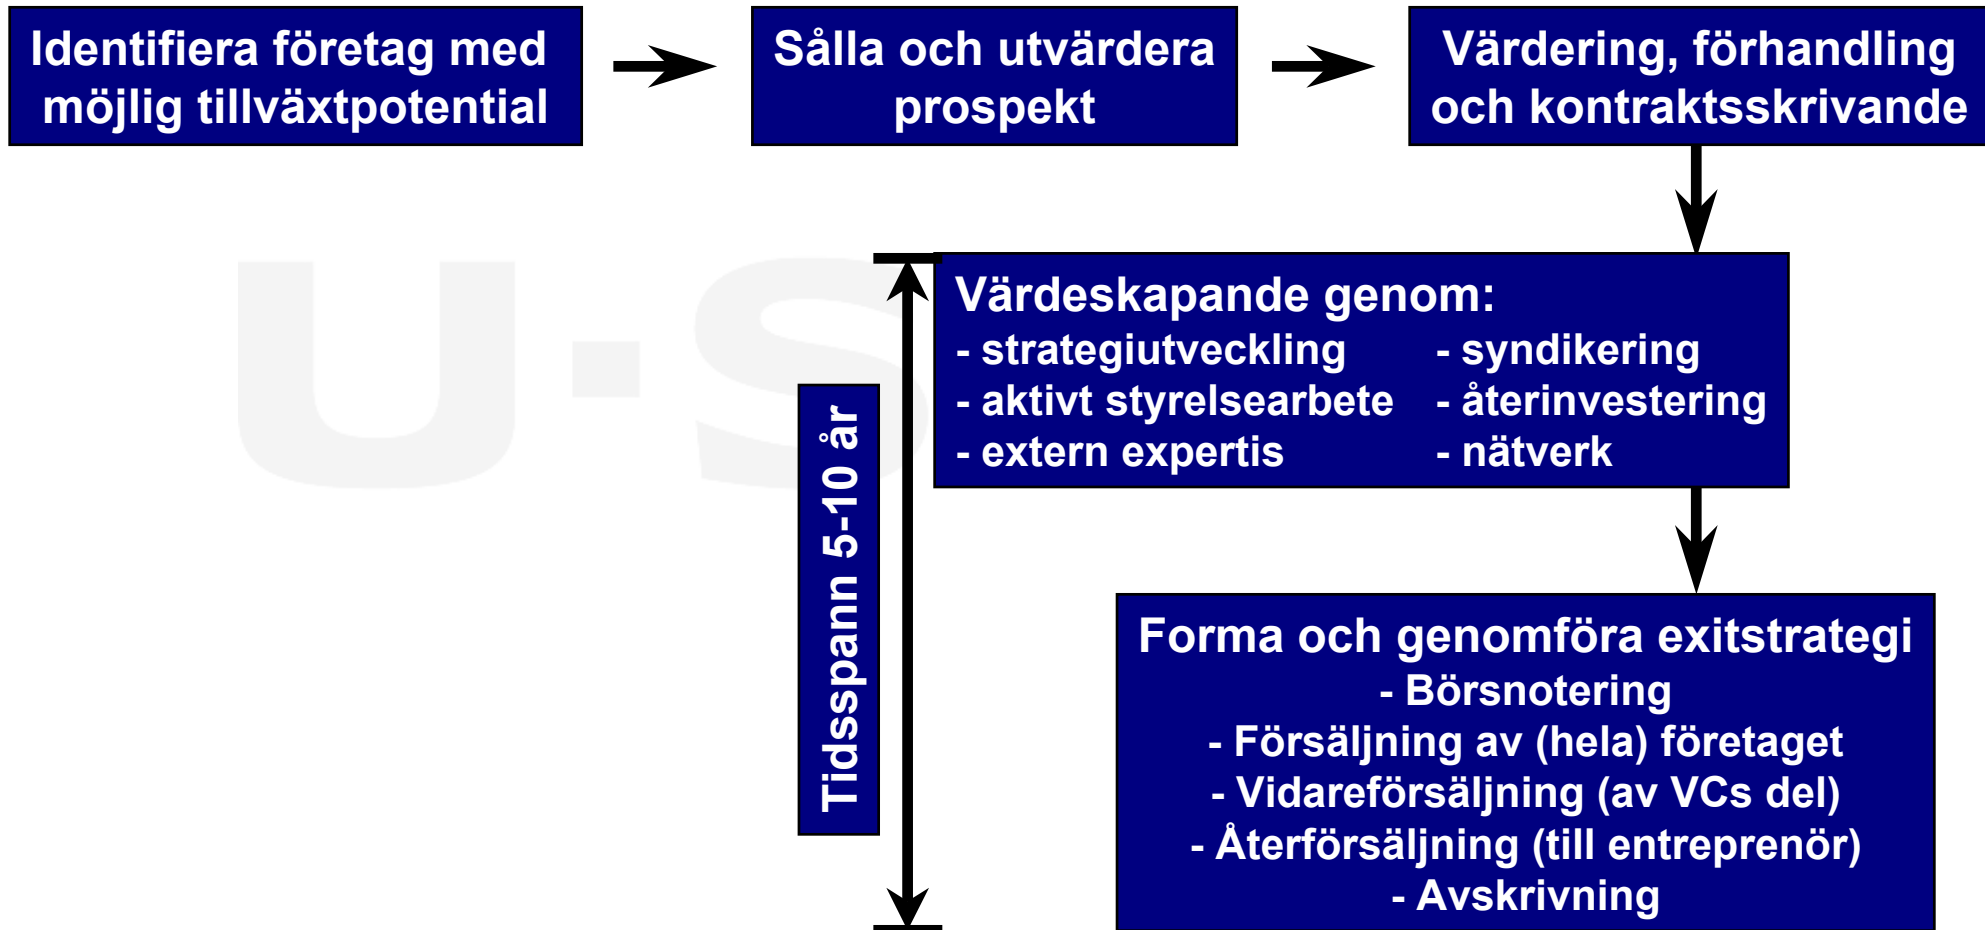 Identifiera företag med
möjlig tillväxtpotential
Sålla och utvärdera
prospekt
Värdering, förhandling
och kontraktsskrivande
U·S
Värdeskapande genom:
- strategiutveckling - syndikering
- aktivt styrelsearbete - återinvestering
- extern expertis - nätverk
Tidsspann 5-10 år
Forma och genomföra exitstrategi
- Börsnotering
- Försäljning av (hela) företaget
- Vidareförsäljning (av VCs del)
- Återförsäljning (till entreprenör)
- Avskrivning